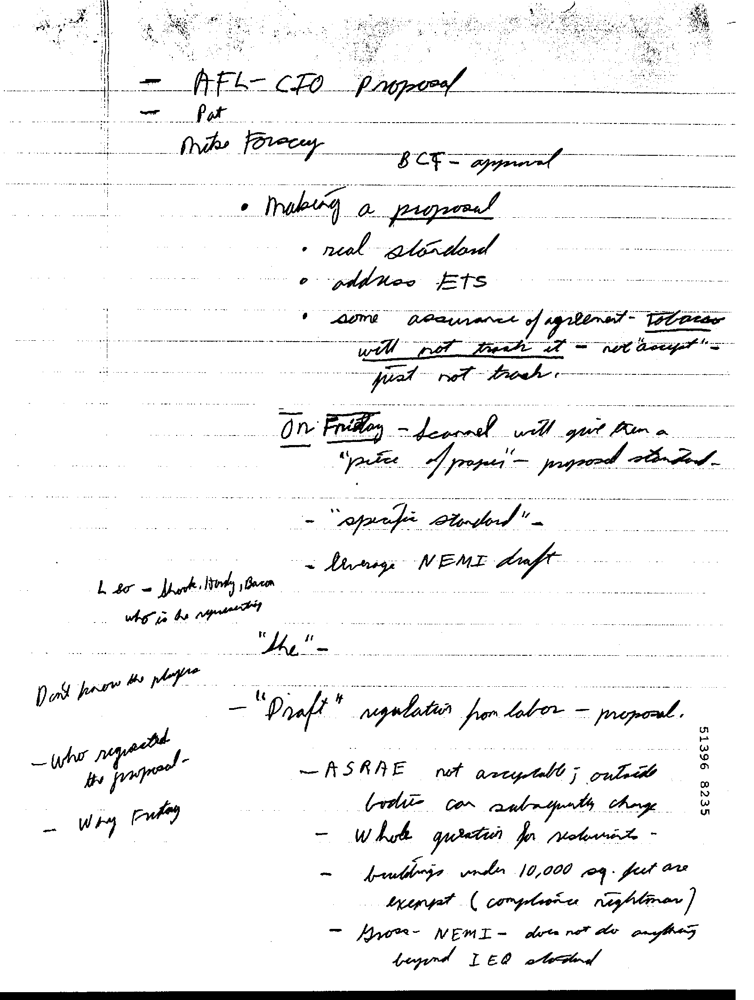 - AFL-CIO Proposal
- Pat
Mike Forscey
BCF - approval
• Making a proposal
• real standard
• address ETS
• some assurance of agreement - Tobacco
will not trash it - not "accept" -
just not trash.
On Friday - Scannel will give them a
"piece of paper" - proposed standard -
- "specific standard" -
- leverage NEMI draft
Leo - Shook, Hardy, Bacon
who is he representing
"the" -
Don't know the players
- "Draft" regulation from labor - proposal.
- Who requested
the proposal -
- Why Friday
- ASRAE not acceptable; outside
bodies can subsequently change
- Whole question for restaurants -
- buildings under 10,000 sq. feet are
exempt (compliance nightmare)
- NEMI - does not do anything
beyond IEQ standard
51396 8235